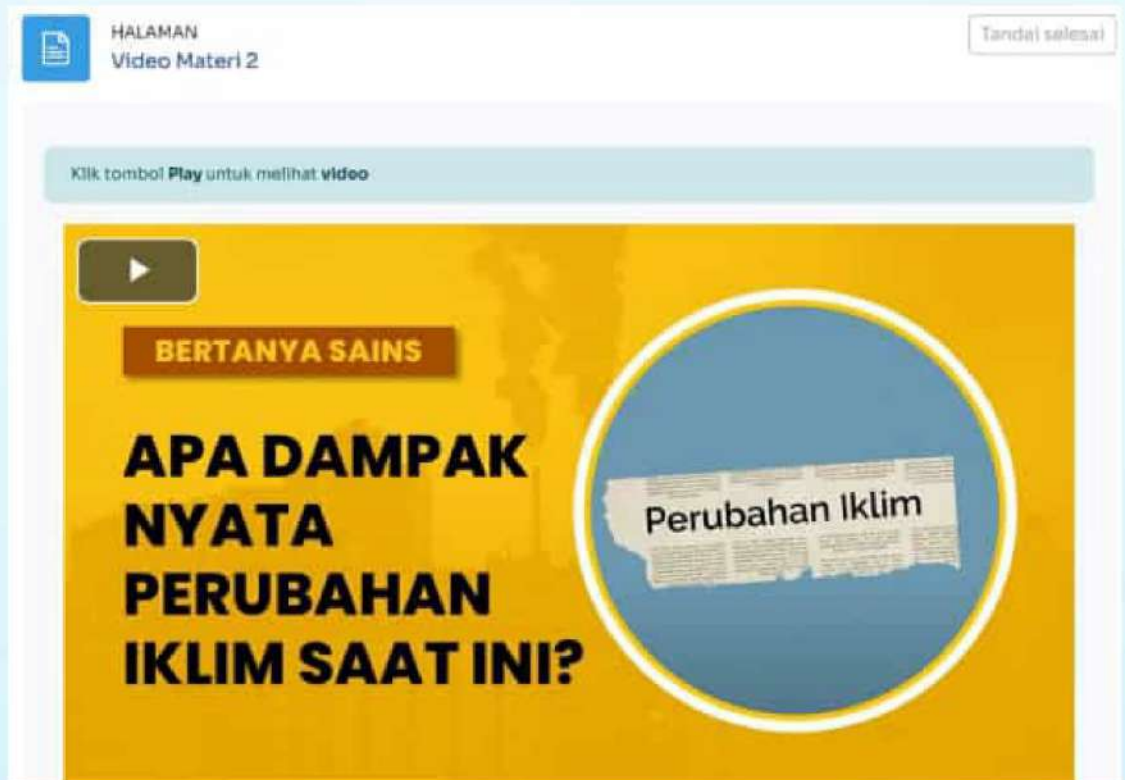 HALAMAN
Video Materi 2
Tandai selesai
Klik tombol Play untuk melihat video
BERTANYA SAINS
APA DAMPAK
NYATA
PERUBAHAN
IKLIM SAAT INI?
Perubahan Iklim